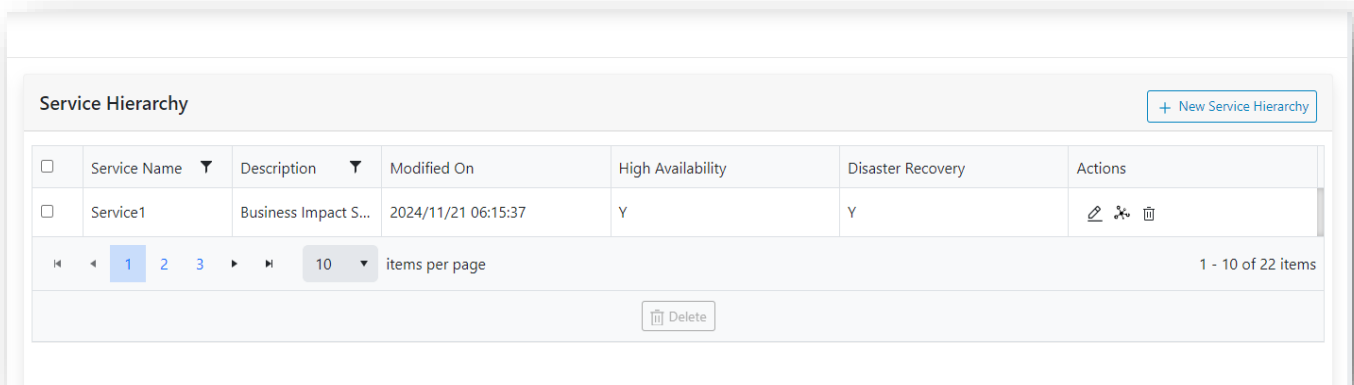 Service Hierarchy
+ New Service Hierarchy
Service Name Description Modified On High Availability Disaster Recovery Actions
Service1 Business Impact S... 2024/11/21 06:15:37 Y Y
1 2 3 10 items per page 1 - 10 of 22 items
Delete